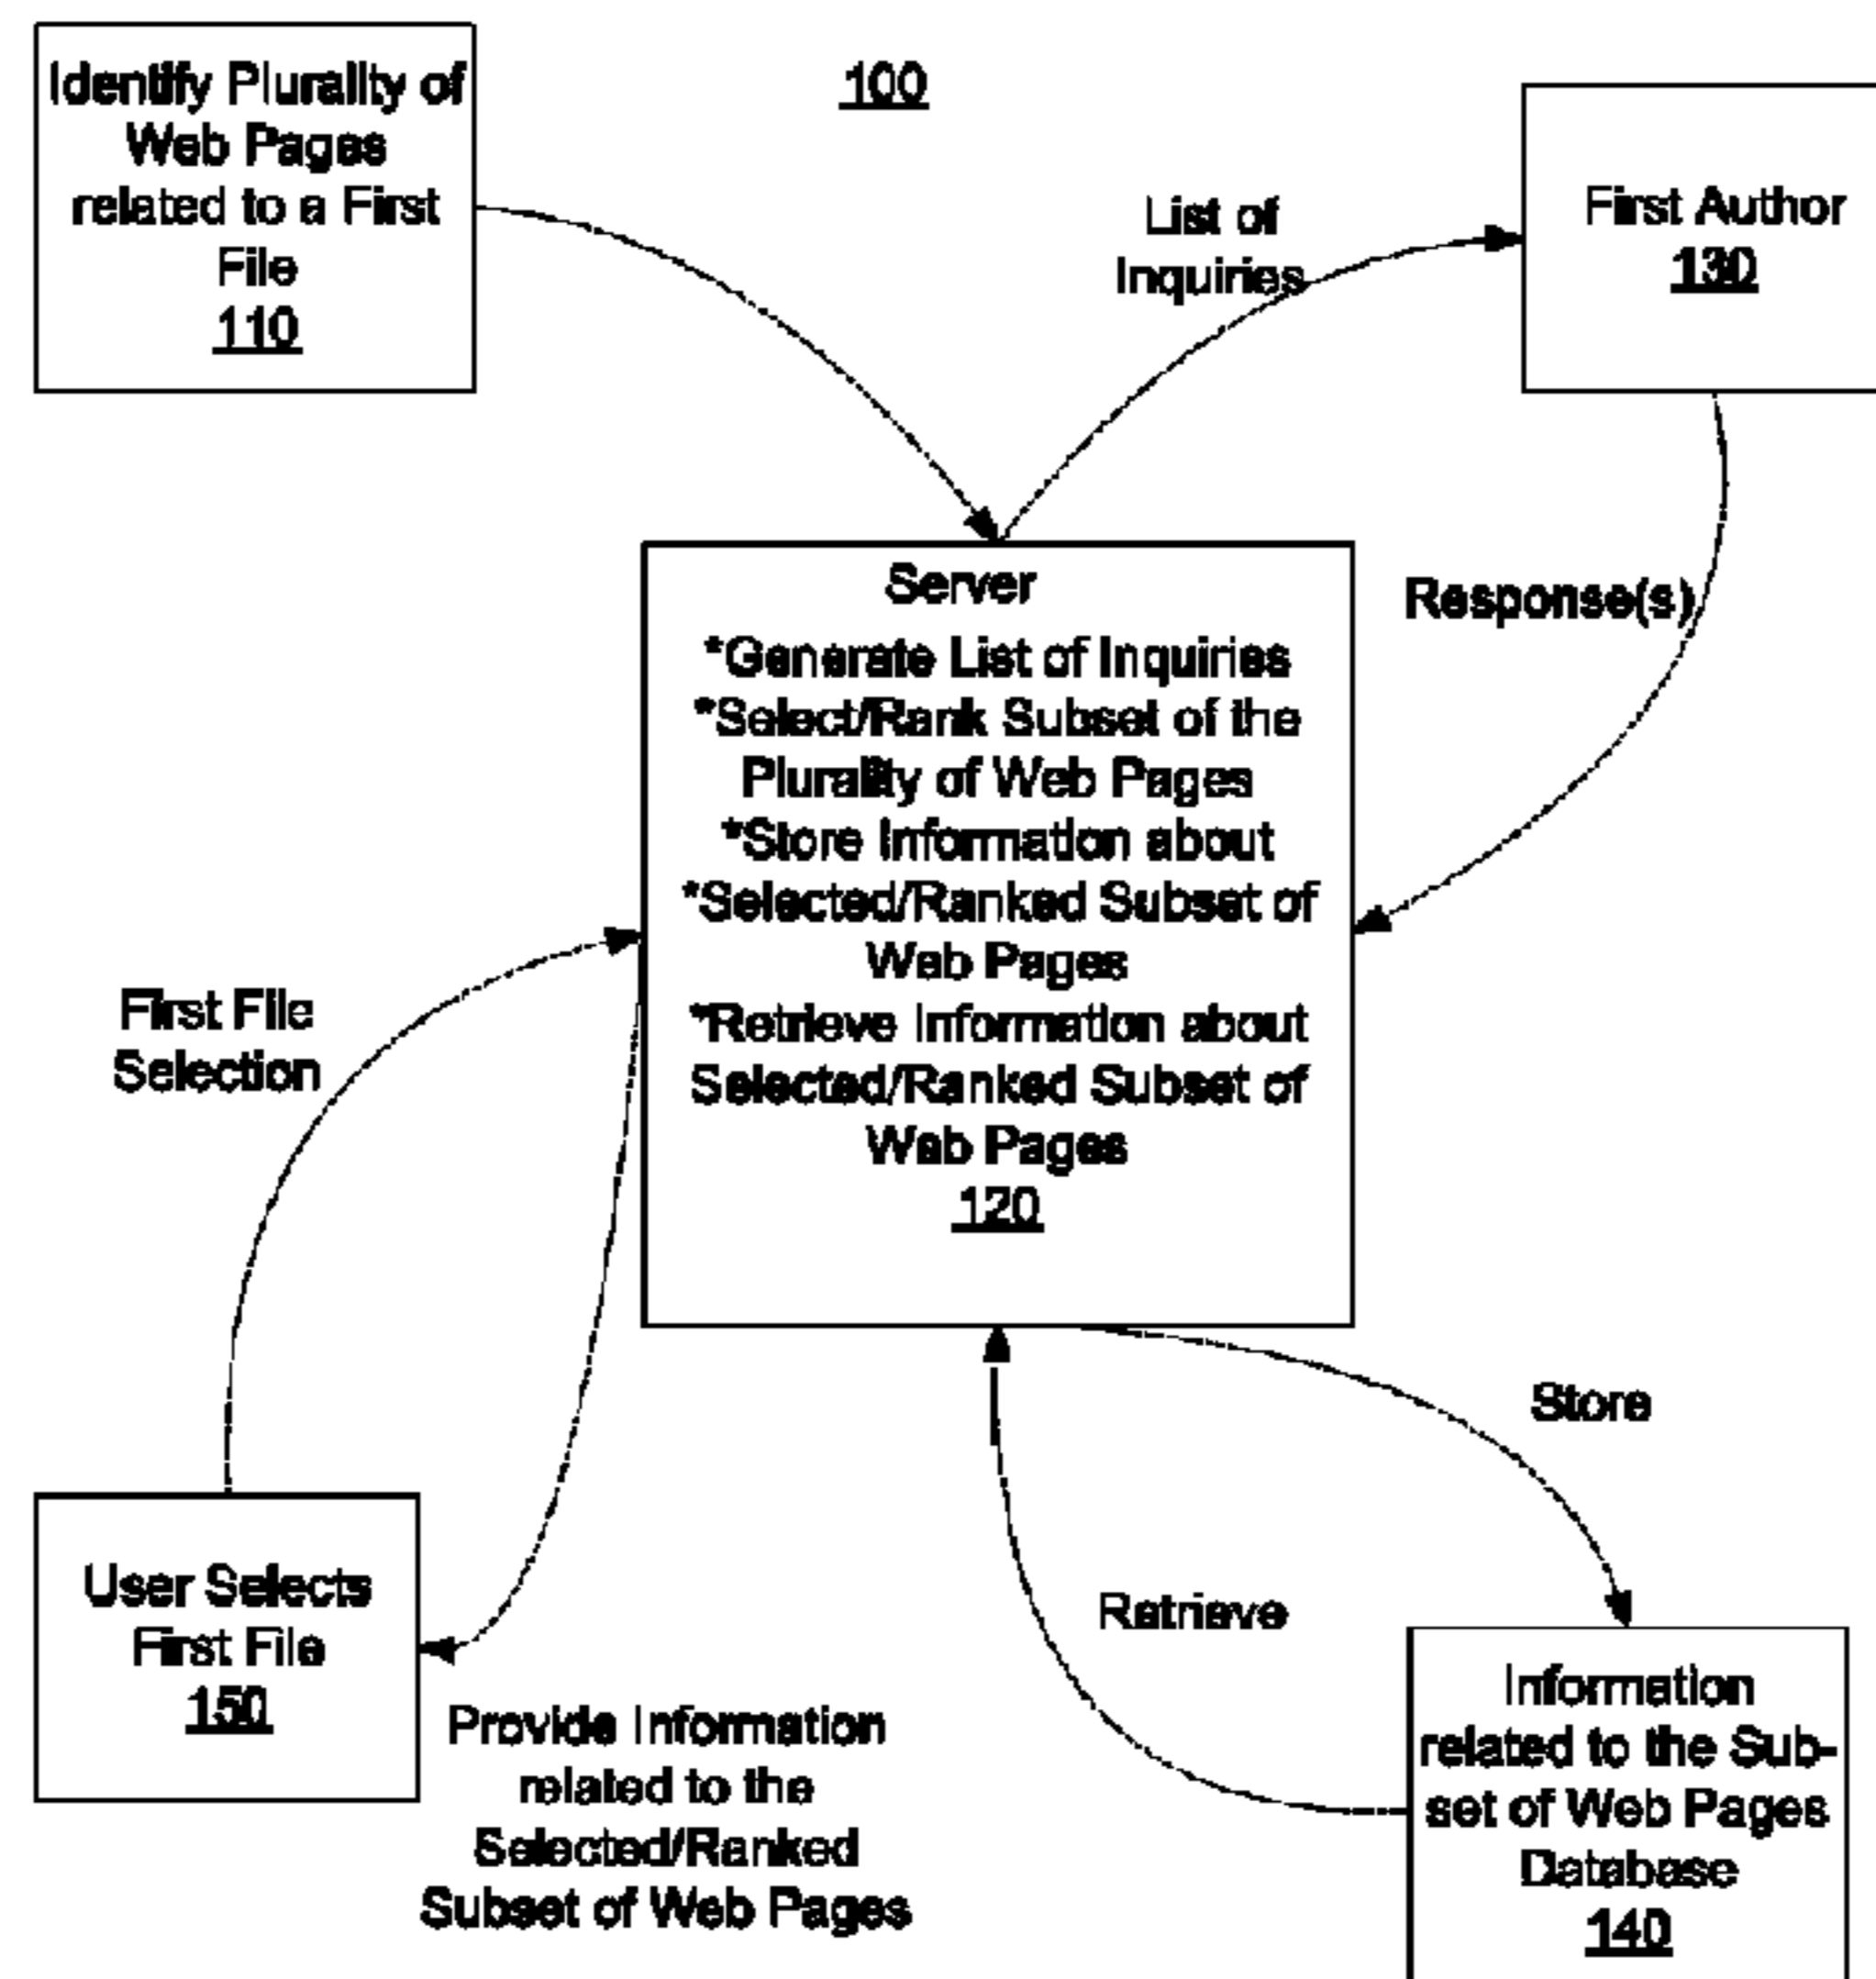 Identify Plurality of
Web Pages
related to a First
File
110
100
List of
Inquiries
First Author
130
Server
*Generate List of Inquiries
*Select/Rank Subset of the
Plurality of Web Pages
*Store Information about
*Selected/Ranked Subset of
Web Pages
*Retrieve Information about
Selected/Ranked Subset of
Web Pages
120
Response(s)
First File
Selection
User Selects
First File
150
Provide Information
related to the
Selected/Ranked
Subset of Web Pages
Store
Retrieve
Information
related to the Sub-
set of Web Pages
Database
140